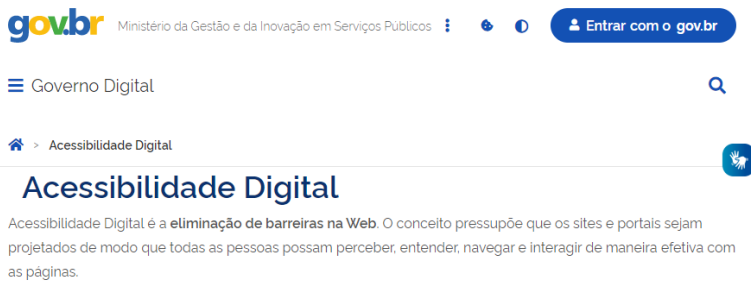 gov.br Ministério da Gestão e da Inovação em Serviços Públicos Entrar com o gov.br
Governo Digital
> Acessibilidade Digital
Acessibilidade Digital
Acessibilidade Digital é a eliminação de barreiras na Web. O conceito pressupõe que os sites e portais sejam
projetados de modo que todas as pessoas possam perceber, entender, navegar e interagir de maneira efetiva com
as páginas.